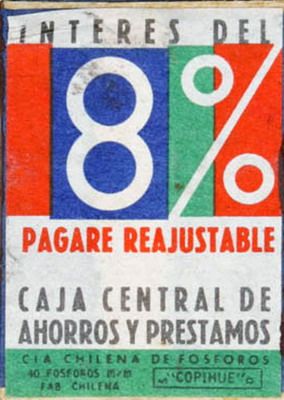 INTERES DEL
8%
PAGARE REAJUSTABLE
CAJA CENTRAL DE
AHORROS Y PRESTAMOS
CIA CHILENA DE FOSFOROS
40 FOSFOROS M/M
FAB. CHILENA
"COPIHUE"